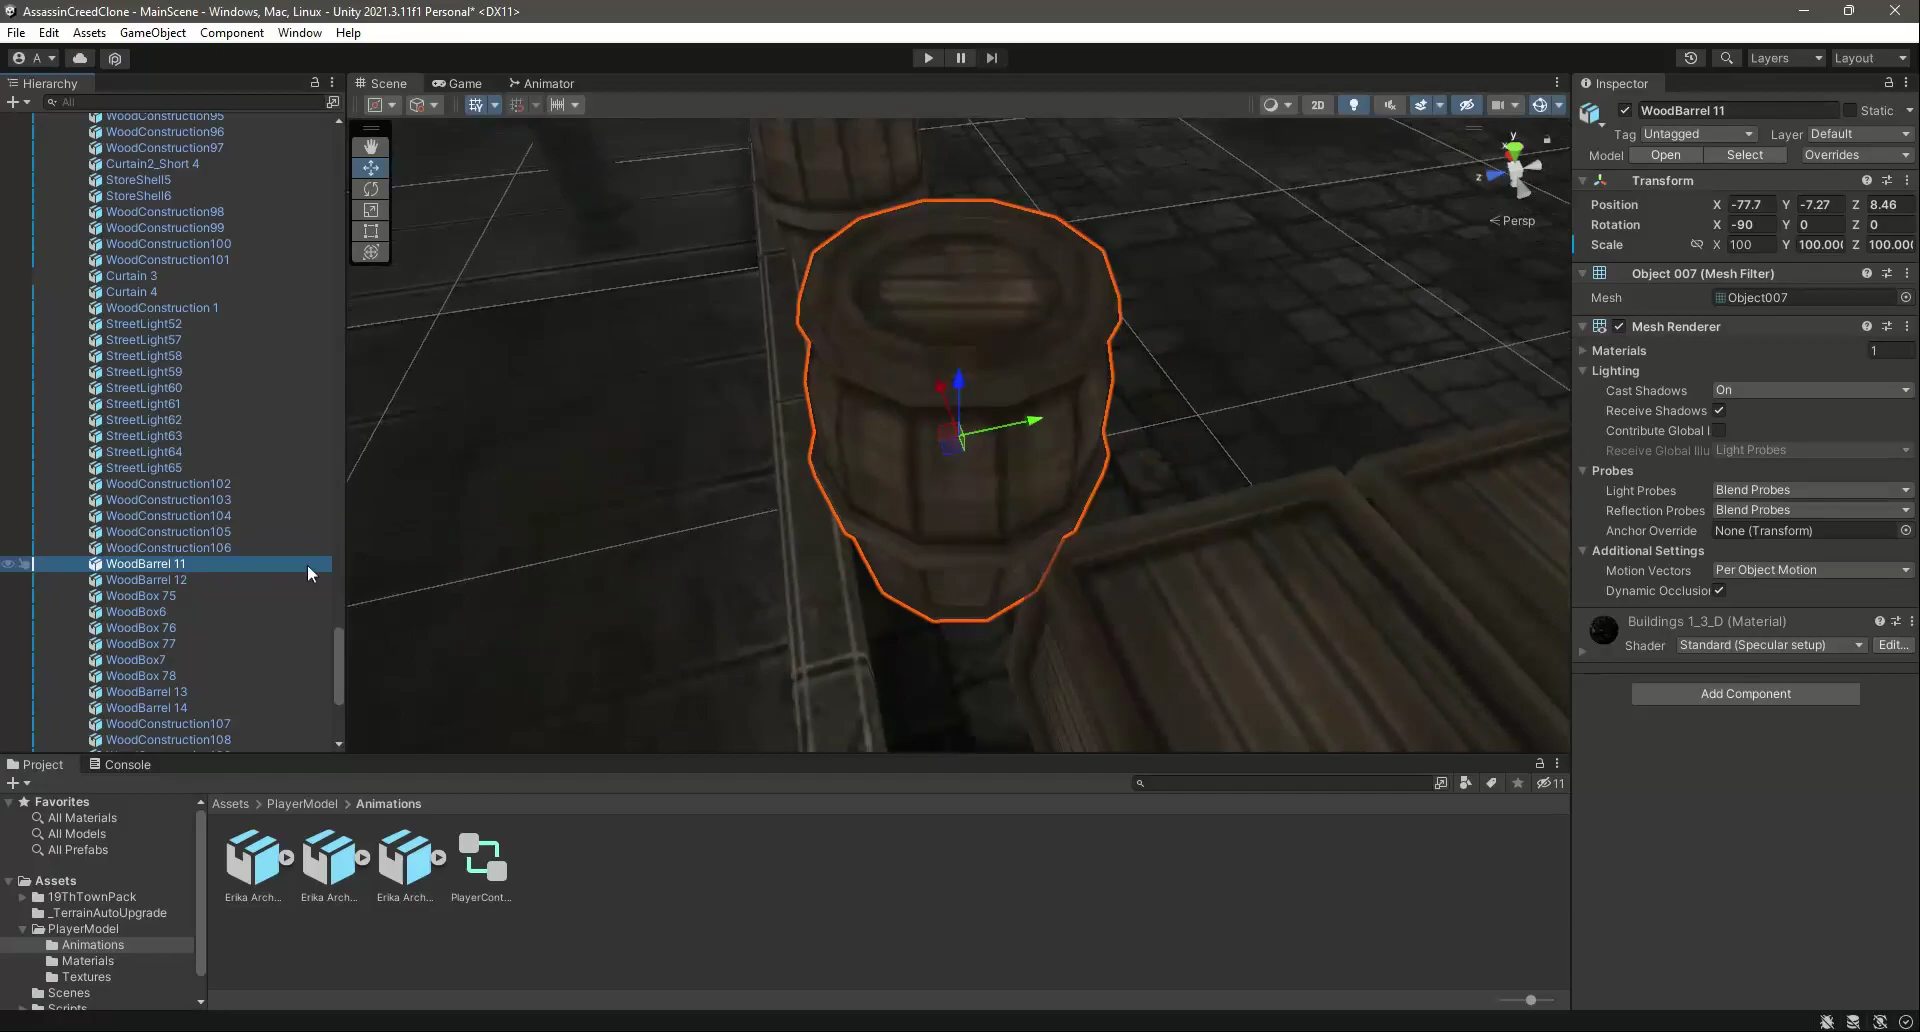 AssassinCreedClone - MainScene - Windows, Mac, Linux - Unity 2021.3.11f1 Personal* <DX11>
File Edit Assets GameObject Component Window Help
A Layers Layout
Hierarchy Scene Game Animator Inspector
All 2D
WoodBarrel 11 Static
Tag Untagged Layer Default
Model Open Select Overrides
Transform
Position X -77.7 Y -7.27 Z 8.46
Rotation X -90 Y 0 Z 0
Scale X 100 Y 100.00( Z 100.00(
Object 007 (Mesh Filter)
Mesh Object007
Mesh Renderer
Materials 1
Lighting
Cast Shadows On
Receive Shadows
Contribute Global I
Receive Global Illu Light Probes
Probes
Light Probes Blend Probes
Reflection Probes Blend Probes
Anchor Override None (Transform)
Additional Settings
Motion Vectors Per Object Motion
Dynamic Occlusion
Buildings 1_3_D (Material)
Shader Standard (Specular setup) Edit...
Add Component
y
x
z
Persp
WoodConstruction95
WoodConstruction96
WoodConstruction97
Curtain2_Short 4
StoreShell5
StoreShell6
WoodConstruction98
WoodConstruction99
WoodConstruction100
WoodConstruction101
Curtain 3
Curtain 4
WoodConstruction 1
StreetLight52
StreetLight57
StreetLight58
StreetLight59
StreetLight60
StreetLight61
StreetLight62
StreetLight63
StreetLight64
StreetLight65
WoodConstruction102
WoodConstruction103
WoodConstruction104
WoodConstruction105
WoodConstruction106
WoodBarrel 11
WoodBarrel 12
WoodBox 75
WoodBox6
WoodBox 76
WoodBox 77
WoodBox7
WoodBox 78
WoodBarrel 13
WoodBarrel 14
WoodConstruction107
WoodConstruction108
Project Console
11
Favorites
All Materials
All Models
All Prefabs
Assets
19ThTownPack
_TerrainAutoUpgrade
PlayerModel
Animations
Materials
Textures
Scenes
Scripts
Assets > PlayerModel > Animations
Erika Arch... Erika Arch... Erika Arch... PlayerCont...